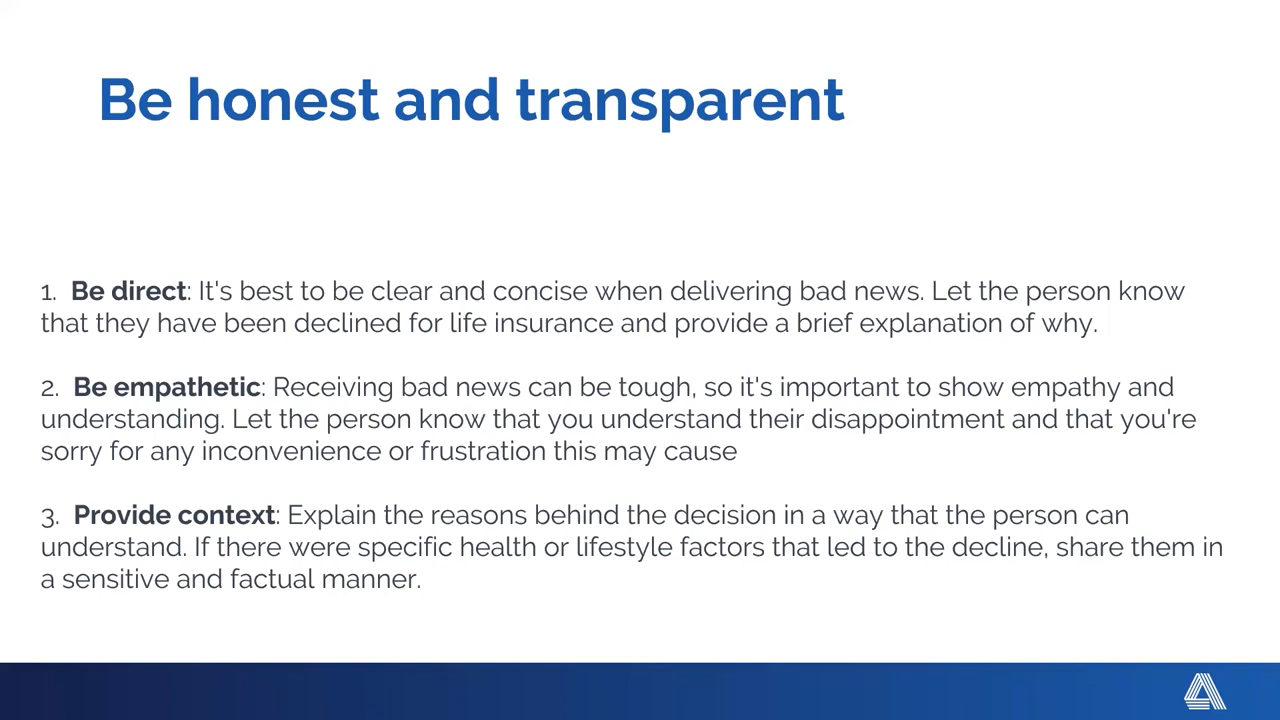 Be honest and transparent
1. Be direct: It's best to be clear and concise when delivering bad news. Let the person know
that they have been declined for life insurance and provide a brief explanation of why.
2. Be empathetic: Receiving bad news can be tough, so it's important to show empathy and
understanding. Let the person know that you understand their disappointment and that you're
sorry for any inconvenience or frustration this may cause
3. Provide context: Explain the reasons behind the decision in a way that the person can
understand. If there were specific health or lifestyle factors that led to the decline, share them in
a sensitive and factual manner.